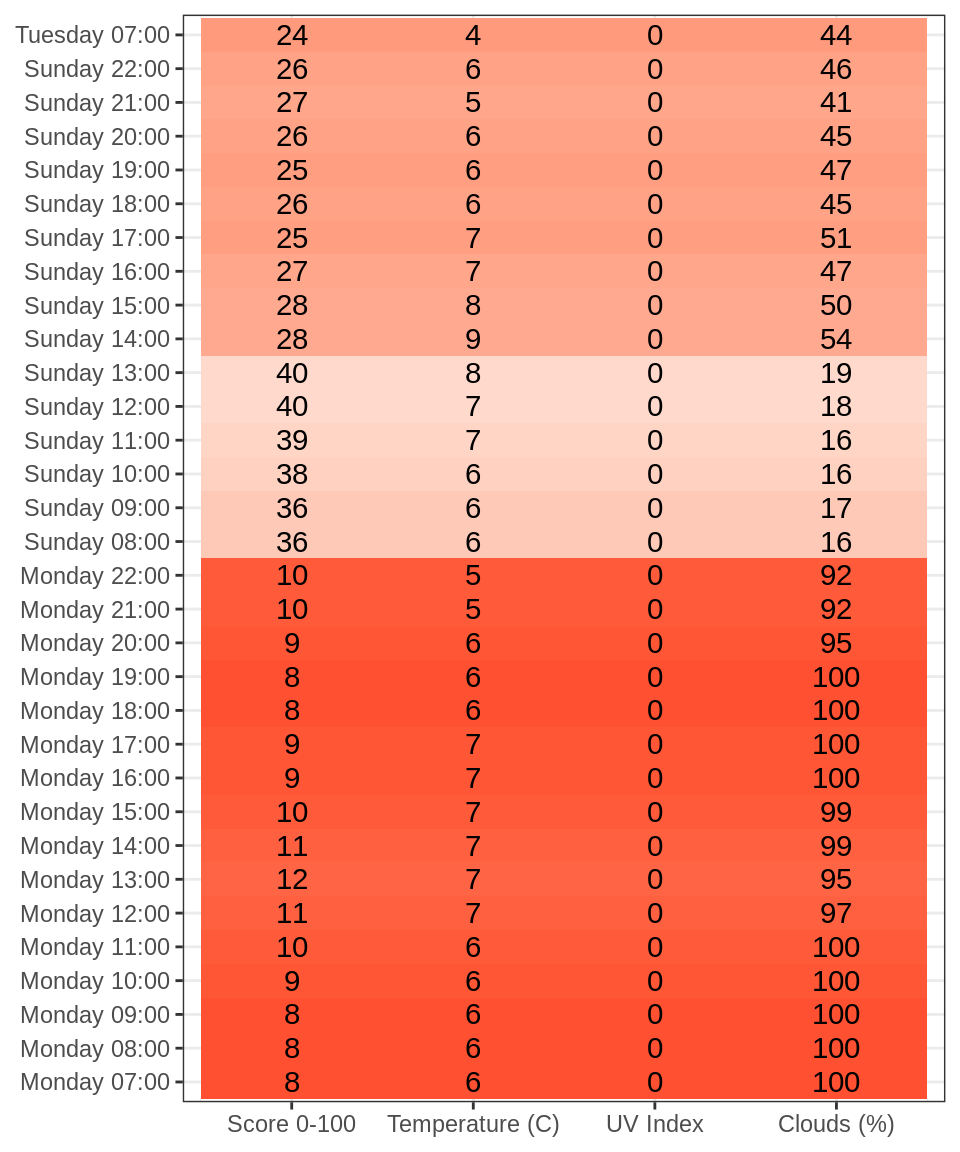 Tuesday 07:00 24 4 0 44
Sunday 22:00 26 6 0 46
Sunday 21:00 27 5 0 41
Sunday 20:00 26 6 0 45
Sunday 19:00 25 6 0 47
Sunday 18:00 26 6 0 45
Sunday 17:00 25 7 0 51
Sunday 16:00 27 7 0 47
Sunday 15:00 28 8 0 50
Sunday 14:00 28 9 0 54
Sunday 13:00 40 8 0 19
Sunday 12:00 40 7 0 18
Sunday 11:00 39 7 0 16
Sunday 10:00 38 6 0 16
Sunday 09:00 36 6 0 17
Sunday 08:00 36 6 0 16
Monday 22:00 10 5 0 92
Monday 21:00 10 5 0 92
Monday 20:00 9 6 0 95
Monday 19:00 8 6 0 100
Monday 18:00 8 6 0 100
Monday 17:00 9 7 0 100
Monday 16:00 9 7 0 100
Monday 15:00 10 7 0 99
Monday 14:00 11 7 0 99
Monday 13:00 12 7 0 95
Monday 12:00 11 7 0 97
Monday 11:00 10 6 0 100
Monday 10:00 9 6 0 100
Monday 09:00 8 6 0 100
Monday 08:00 8 6 0 100
Monday 07:00 8 6 0 100
Score 0-100 Temperature (C) UV Index Clouds (%)